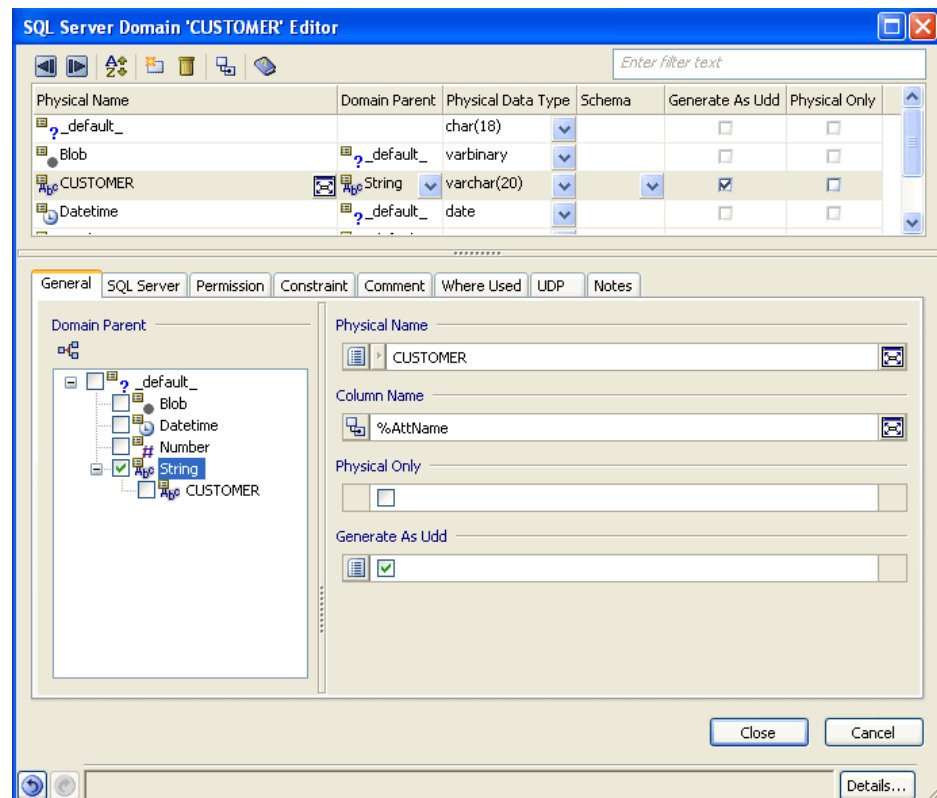 SQL Server Domain 'CUSTOMER' Editor
Enter filter text
Physical Name Domain Parent Physical Data Type Schema Generate As Udd Physical Only
_default_ char(18)
Blob _default_ varbinary
CUSTOMER String varchar(20)
Datetime _default_ date
General SQL Server Permission Constraint Comment Where Used UDP Notes
Domain Parent
_default_
Blob
Datetime
Number
String
CUSTOMER
Physical Name
CUSTOMER
Column Name
%AttName
Physical Only
Generate As Udd
Close Cancel
Details...